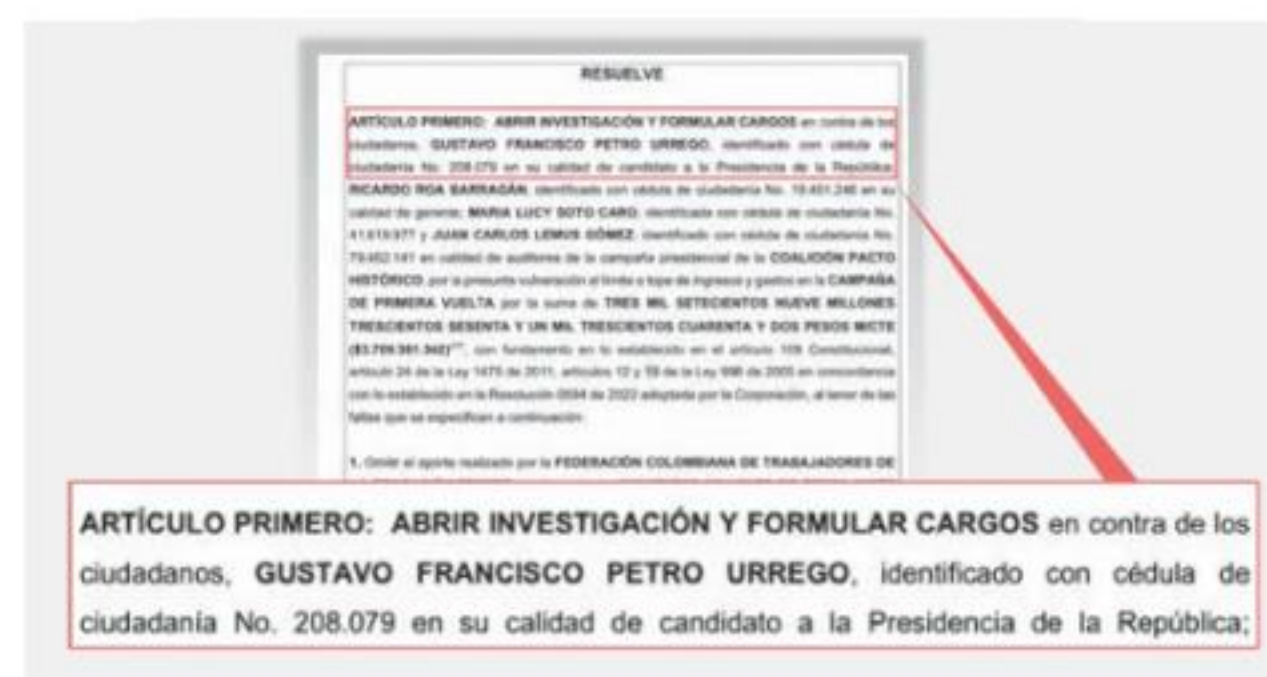 RESUELVE
ARTÍCULO PRIMERO: ABRIR INVESTIGACIÓN Y FORMULAR CARGOS en contra de los
ciudadanos, GUSTAVO FRANCISCO PETRO URREGO, identificado con cédula de
ciudadanía No. 208.079 en su calidad de candidato a la Presidencia de la República;
RICARDO ROA BARRAGÁN, identificado con cédula de ciudadanía No. en su
calidad de gerente; MARIA LUCY SOTO CARO, identificada con cédula de ciudadanía No.
y JUAN CARLOS LEMUS GÓMEZ, identificado con cédula de ciudadanía No.
en calidad de auditores de la campaña presidencial de la COALICIÓN PACTO
HISTÓRICO, por la presunta vulneración al límite o tope de ingresos y gastos en la CAMPAÑA
DE PRIMERA VUELTA por la suma de TRES MIL SETECIENTOS NUEVE MILLONES
TRESCIENTOS SESENTA Y UN MIL TRESCIENTOS CUARENTA Y DOS PESOS M/CTE
($3.709.361.342), con fundamento en lo establecido en el artículo 109 Constitucional,
artículo 24 de la Ley 1475 de 2011, artículos 12 y de la Ley 996 de 2005 en concordancia
con lo establecido en la Resolución 0694 de 2022 adoptada por la Corporación, al tenor de las
faltas que se especifican a continuación:
1. Omitir el aporte realizado por la FEDERACIÓN COLOMBIANA DE TRABAJADORES DE
ARTÍCULO PRIMERO: ABRIR INVESTIGACIÓN Y FORMULAR CARGOS en contra de los
ciudadanos, GUSTAVO FRANCISCO PETRO URREGO, identificado con cédula de
ciudadanía No. 208.079 en su calidad de candidato a la Presidencia de la República;